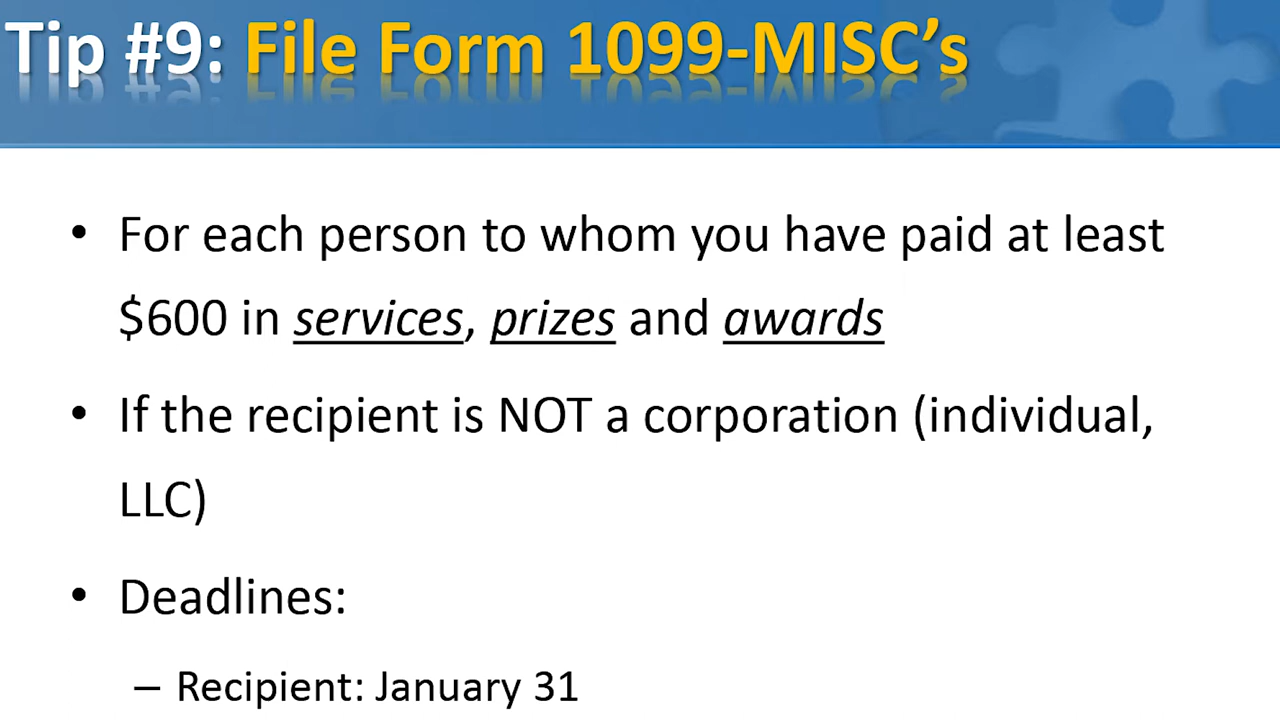 Tip #9: File Form 1099-MISC’s
• For each person to whom you have paid at least
$600 in services, prizes and awards
• If the recipient is NOT a corporation (individual,
LLC)
• Deadlines:
– Recipient: January 31